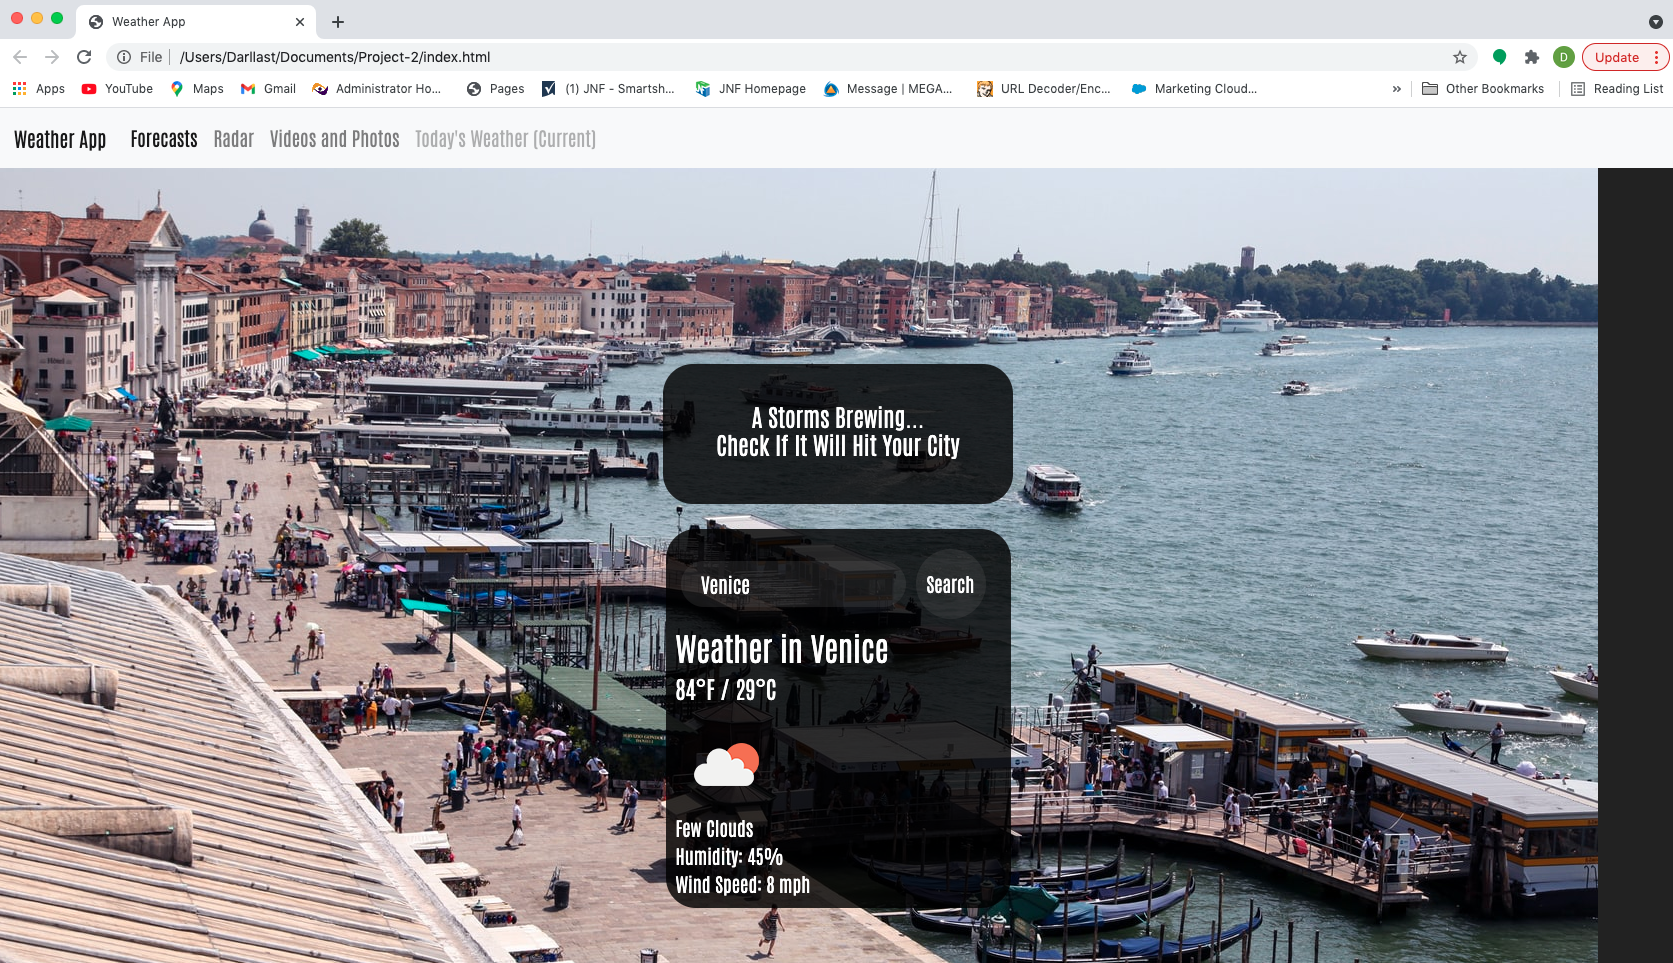 Weather App
File
/Users/Darllast/Documents/Project-2/index.html
D
Update
Apps
YouTube
Maps
Gmail
Administrator Ho...
Pages
(1) JNF - Smartsh...
JNF Homepage
Message | MEGA...
URL Decoder/Enc...
Marketing Cloud...
»
Other Bookmarks
Reading List
Weather App
Forecasts
Radar
Videos and Photos
Today's Weather (Current)
A Storms Brewing...
Check If It Will Hit Your City
Venice
Search
Weather in Venice
84°F / 29°C
Few Clouds
Humidity: 45%
Wind Speed: 8 mph